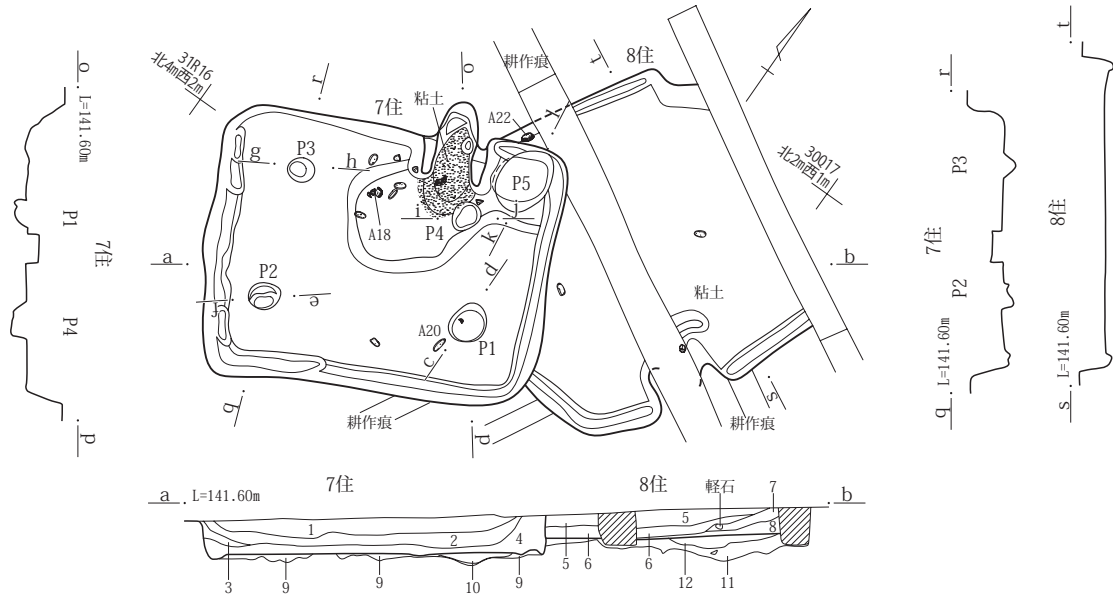 31R16
北4m西2m
7住
粘土
耕作痕
8住
A22
30Q17
北2m西1m
o
L=141.60m
P1
7住
P4
p
r
o
t
g
P3
h
A18
i
P4
j
k
P5
a
d
P2
f
e
A20
c
P1
b
粘土
耕作痕
耕作痕
q
p
s
r
P3
7住
P2
L=141.60m
q
t
8住
L=141.60m
s
a
L=141.60m
7住
8住
軽石
7
b
1
2
4
5
8
3
9
9
10
9
5
6
6
12
11